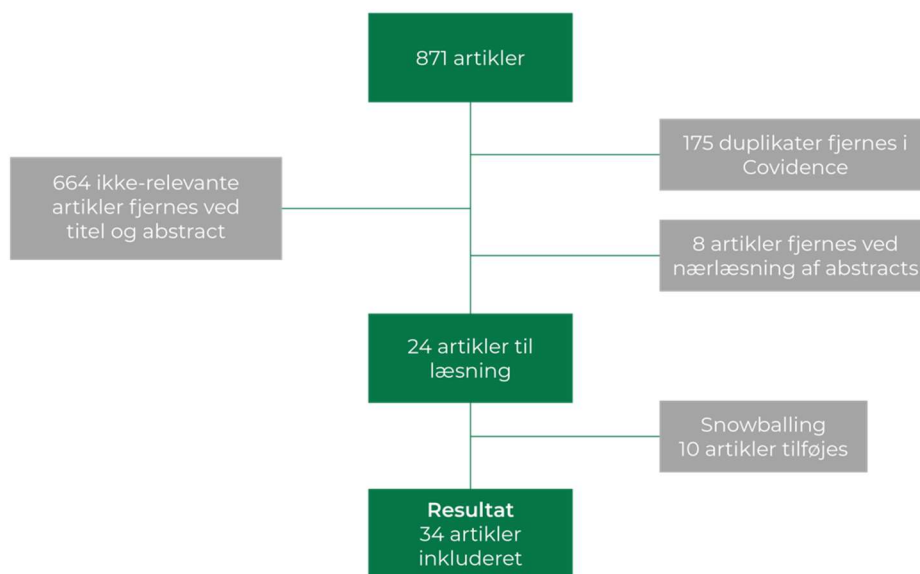 871 artikler
175 duplikater fjernes i
Covidence
664 ikke-relevante
artikler fjernes ved
titel og abstract
8 artikler fjernes ved
nærlæsning af abstracts
24 artikler til
læsning
Snowballing
10 artikler tilføjes
Resultat
34 artikler
inkluderet